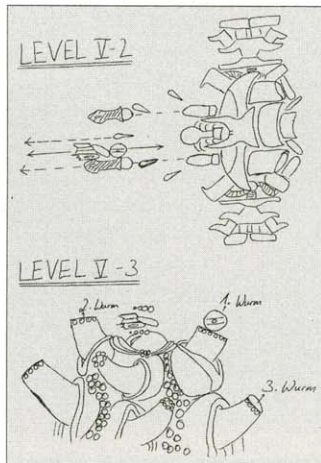 LEVEL V-2
LEVEL V-3
2. Wurm
1. Wurm
3. Wurm